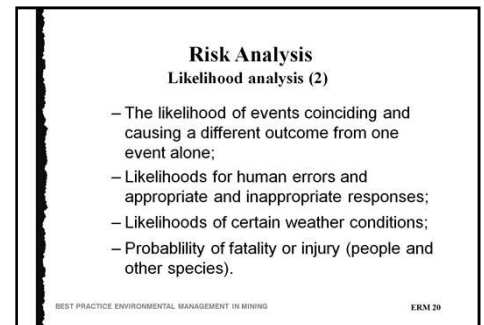 Risk Analysis
Likelihood analysis (2)
– The likelihood of events coinciding and
causing a different outcome from one
event alone;
– Likelihoods for human errors and
appropriate and inappropriate responses;
– Likelihoods of certain weather conditions;
– Probablility of fatality or injury (people and
other species).
BEST PRACTICE ENVIRONMENTAL MANAGEMENT IN MINING ERM 20